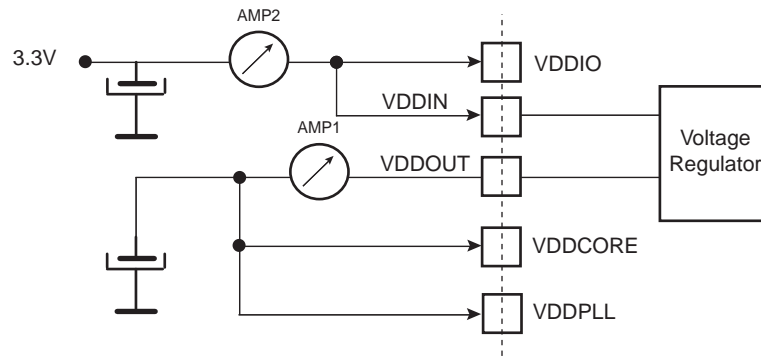 AMP2
3.3V
VDDIO
VDDIN
AMP1
Voltage
Regulator
VDDOUT
VDDCORE
VDDPLL